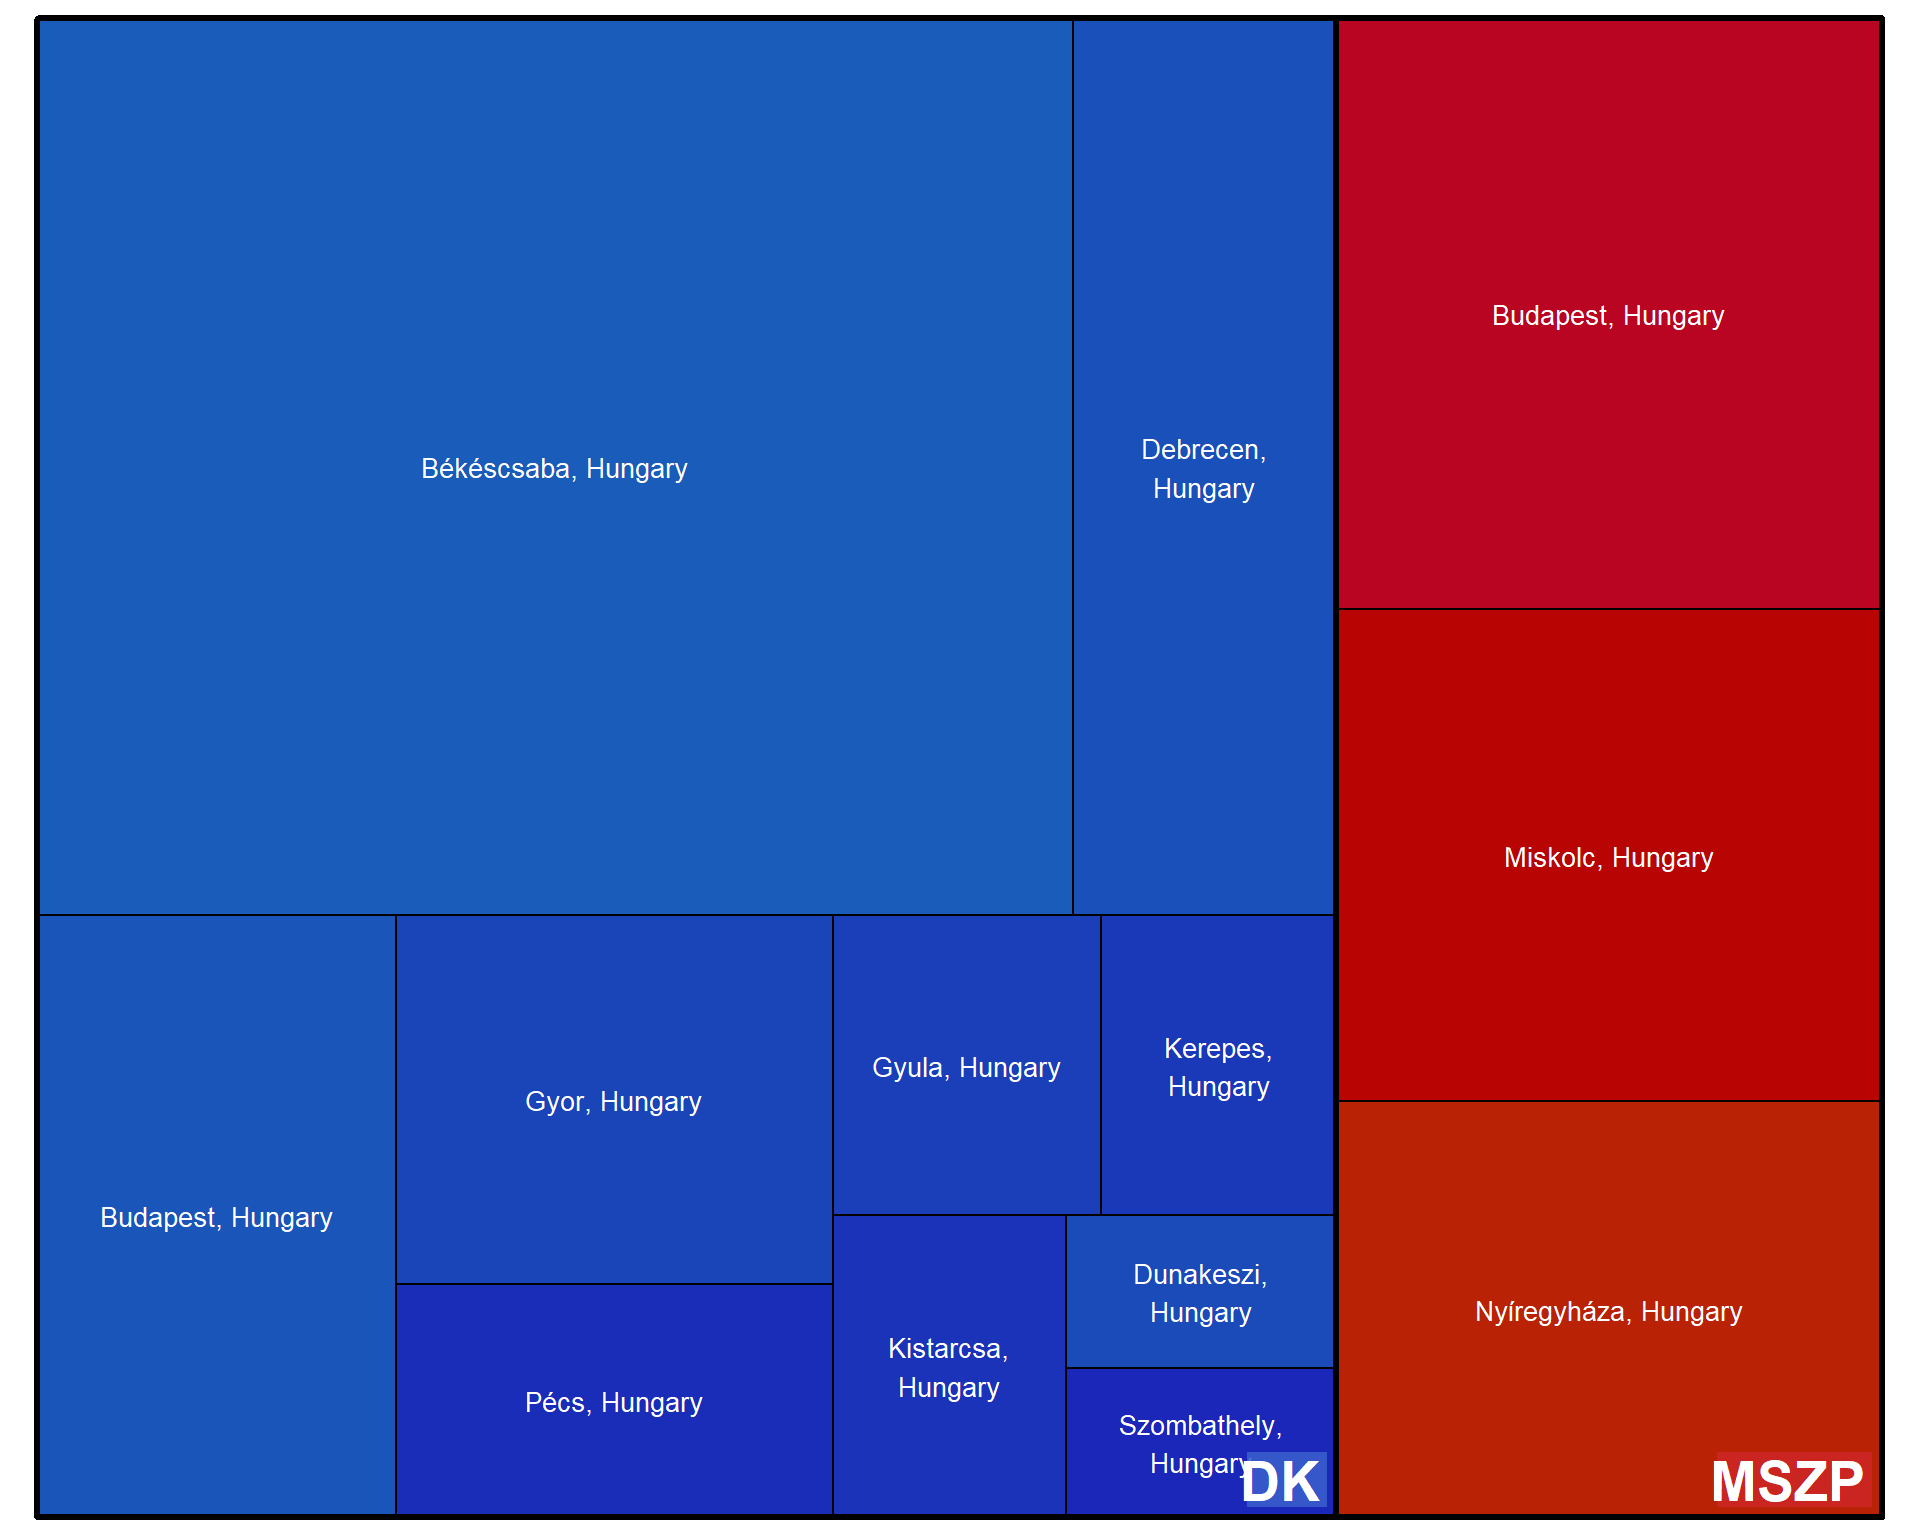 Békéscsaba, Hungary
Debrecen,
Hungary
Budapest, Hungary
Gyor, Hungary
Pécs, Hungary
Gyula, Hungary
Kerepes,
Hungary
Kistarcsa,
Hungary
Dunakeszi,
Hungary
Szombathely,
Hungary
DK
Budapest, Hungary
Miskolc, Hungary
Nyíregyháza, Hungary
MSZP